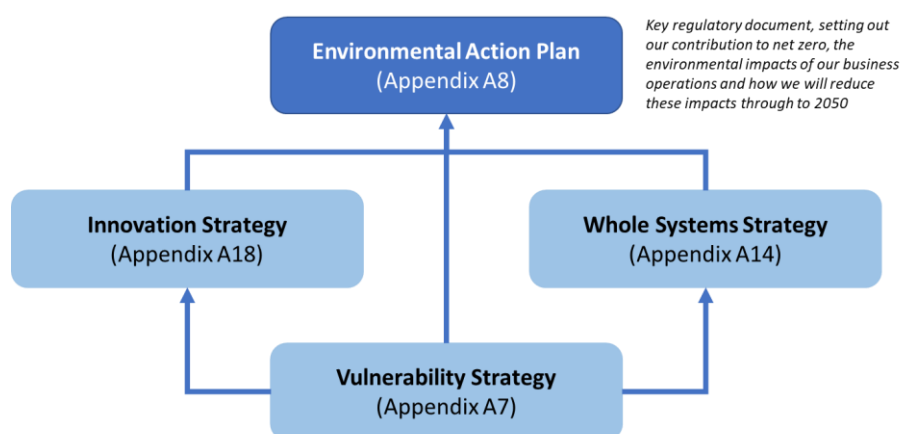 Environmental Action Plan
(Appendix A8)
Key regulatory document, setting out
our contribution to net zero, the
environmental impacts of our business
operations and how we will reduce
these impacts through to 2050
Innovation Strategy
(Appendix A18)
Whole Systems Strategy
(Appendix A14)
Vulnerability Strategy
(Appendix A7)